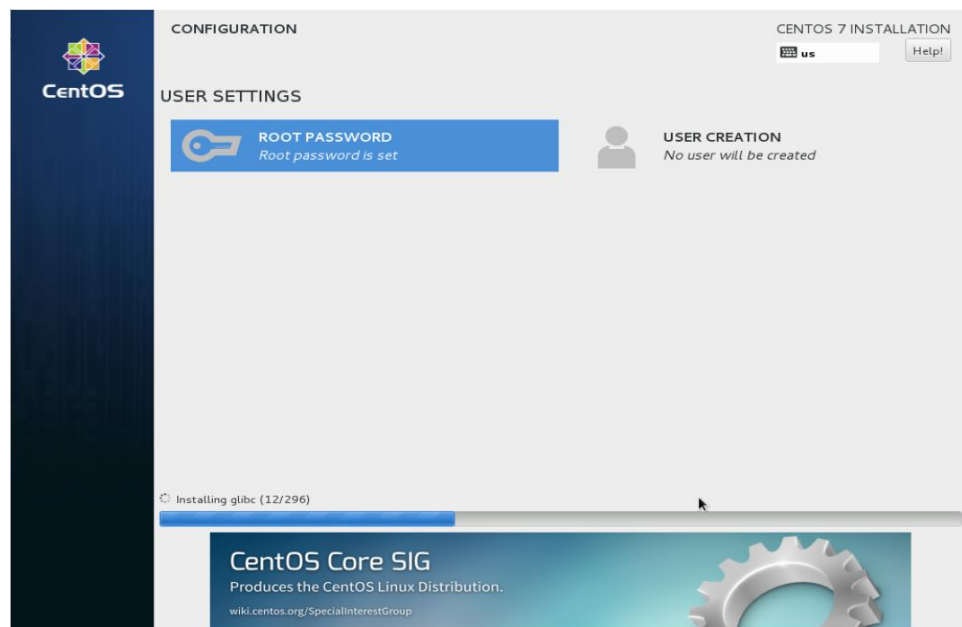 CONFIGURATION
CENTOS 7 INSTALLATION
us
Help!
CentOS
USER SETTINGS
ROOT PASSWORD
Root password is set
USER CREATION
No user will be created
Installing glibc (12/296)
CentOS Core SIG
Produces the CentOS Linux Distribution.
wiki.centos.org/SpecialInterestGroup